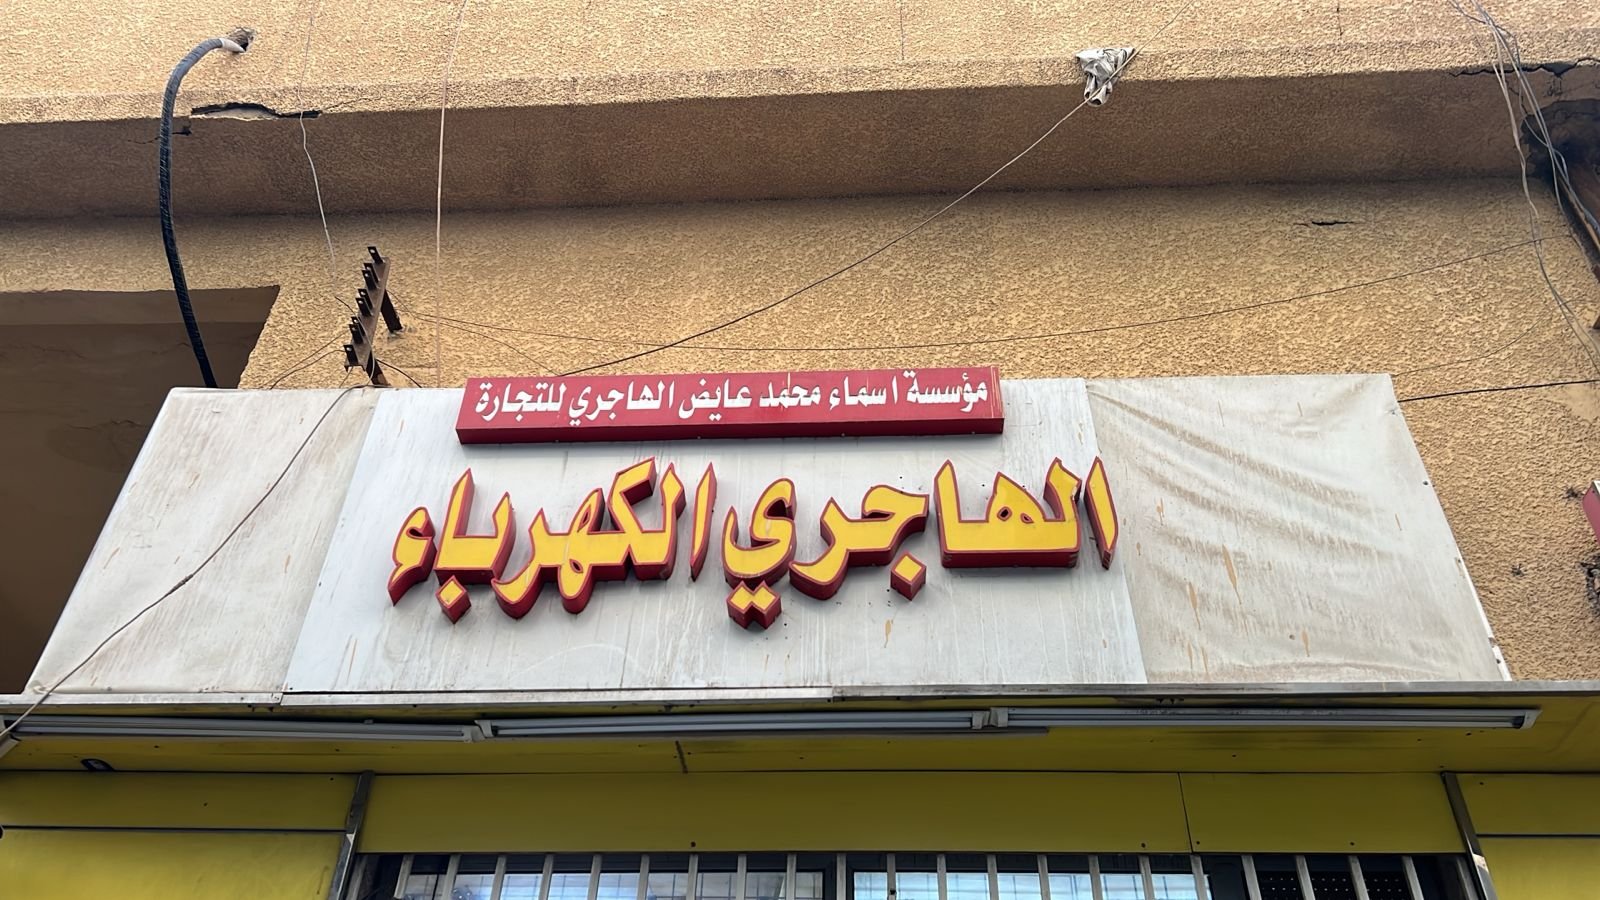 مؤسسة اسماء محمد عايض الهاجري للتجارة
الهاجري الكهرباء